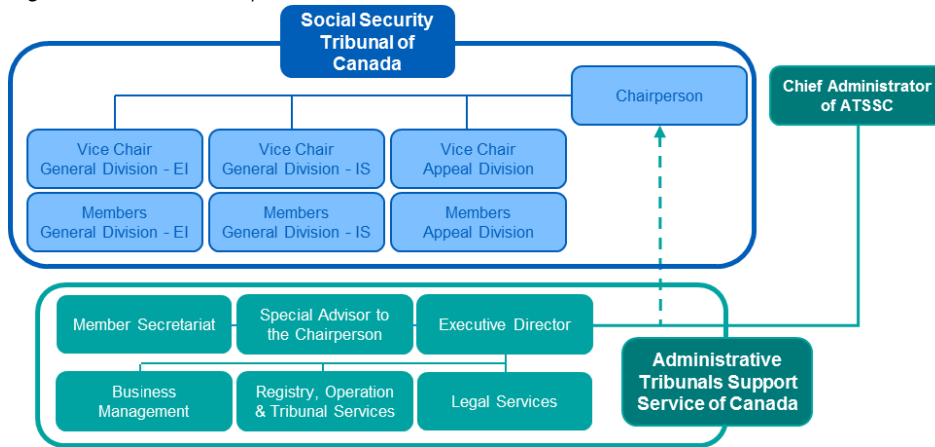 Social Security
Tribunal of
Canada
Chairperson
Chief Administrator
of ATSSC
Vice Chair
General Division - EI
Vice Chair
General Division - IS
Vice Chair
Appeal Division
Members
General Division - EI
Members
General Division - IS
Members
Appeal Division
Member Secretariat
Special Advisor to
the Chairperson
Executive Director
Business
Management
Registry, Operation
& Tribunal Services
Legal Services
Administrative
Tribunals Support
Service of Canada